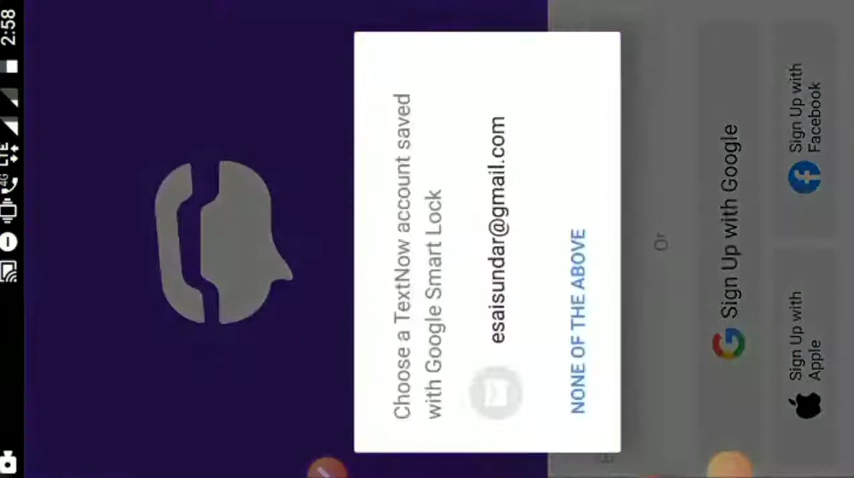 2:58
4G LTE
Choose a TextNow account saved
with Google Smart Lock
esaisundar@gmail.com
NONE OF THE ABOVE
Or
Sign Up with Google
Sign Up with
Apple
Sign Up with
Facebook